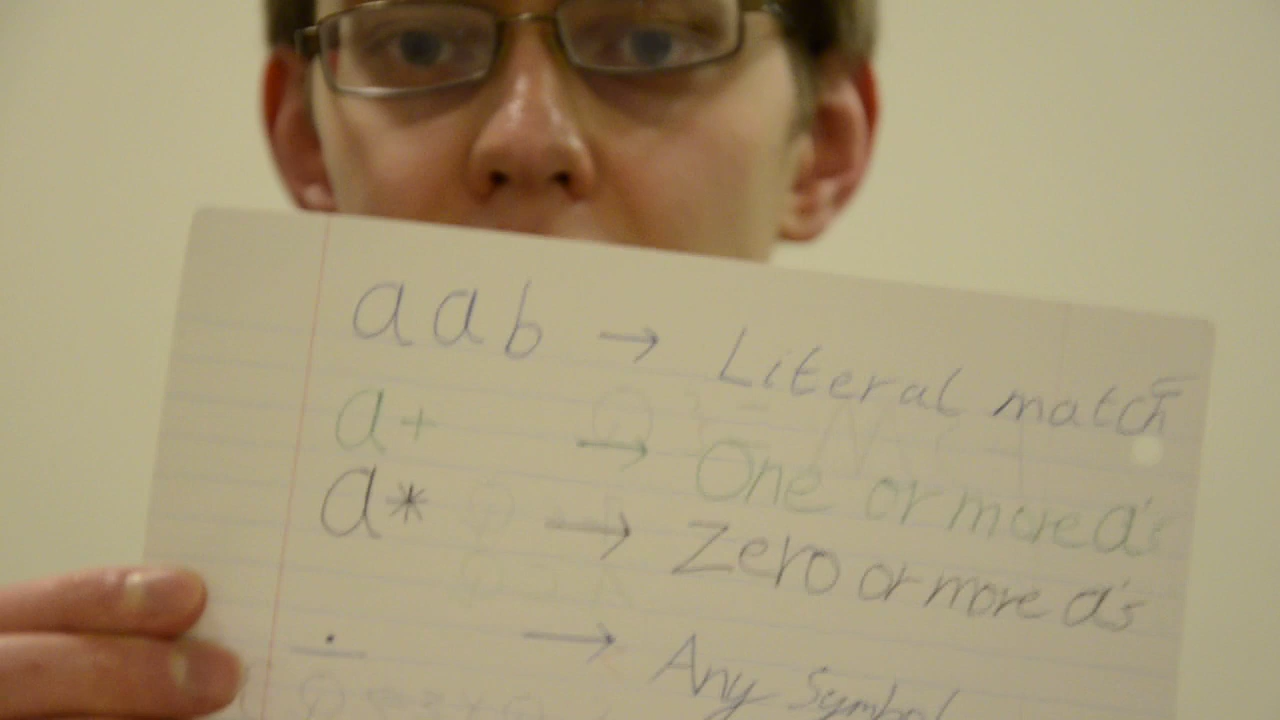 aab → Literal match
a+ → One or more a's
a* → Zero or more a's
. → Any Symbol